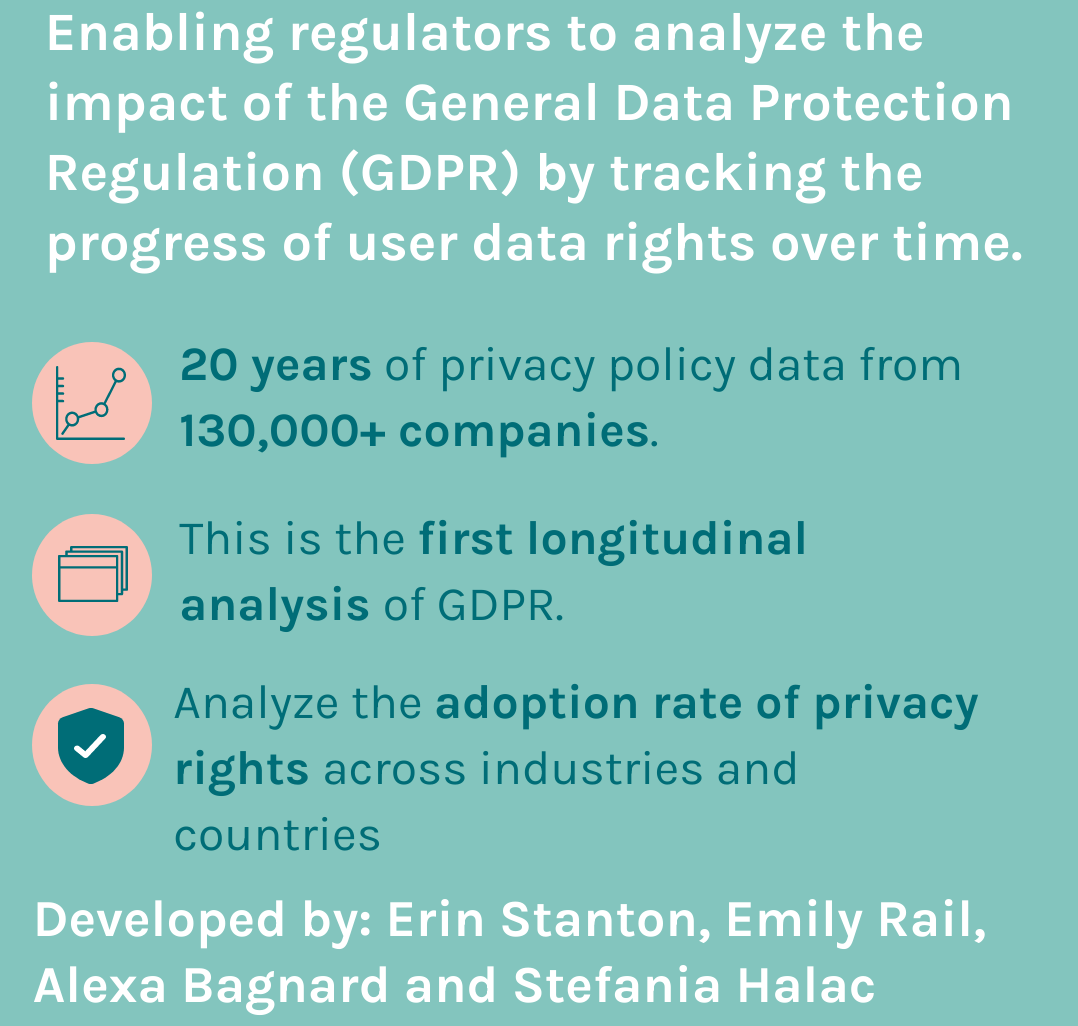 Enabling regulators to analyze the
impact of the General Data Protection
Regulation (GDPR) by tracking the
progress of user data rights over time.
20 years of privacy policy data from
130,000+ companies.
This is the first longitudinal
analysis of GDPR.
Analyze the adoption rate of privacy
rights across industries and
countries
Developed by: Erin Stanton, Emily Rail,
Alexa Bagnard and Stefania Halac